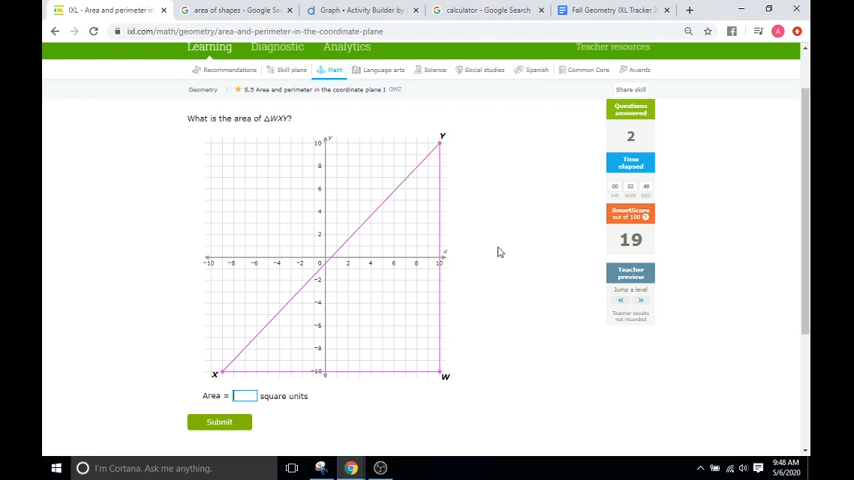 IXL - Area and perimeter in
area of shapes - Google Se
Graph • Activity Builder by
calculator - Google Search
Fall Geometry IXL Tracker 2
ixl.com/math/geometry/area-and-perimeter-in-the-coordinate-plane
A
Learning Diagnostic Analytics Teacher resources
Recommendations Skill plans Math Language arts Science Social studies Spanish Common Core Awards
Geometry > S.5 Area and perimeter in the coordinate plane I QWZ
Share skill
What is the area of △WXY?
Questions answered
2
Time elapsed
00 02 48
HR MIN SEC
SmartScore
out of 100 ?
19
Teacher preview
Jump a level
« »
Teacher results
not recorded
Y
y
10
8
6
4
2
x
-10 -8 -6 -4 -2 0 2 4 6 8 10
-2
-4
-6
-8
-10
X
W
Area = square units
Submit
I'm Cortana. Ask me anything.
9:48 AM
5/6/2020